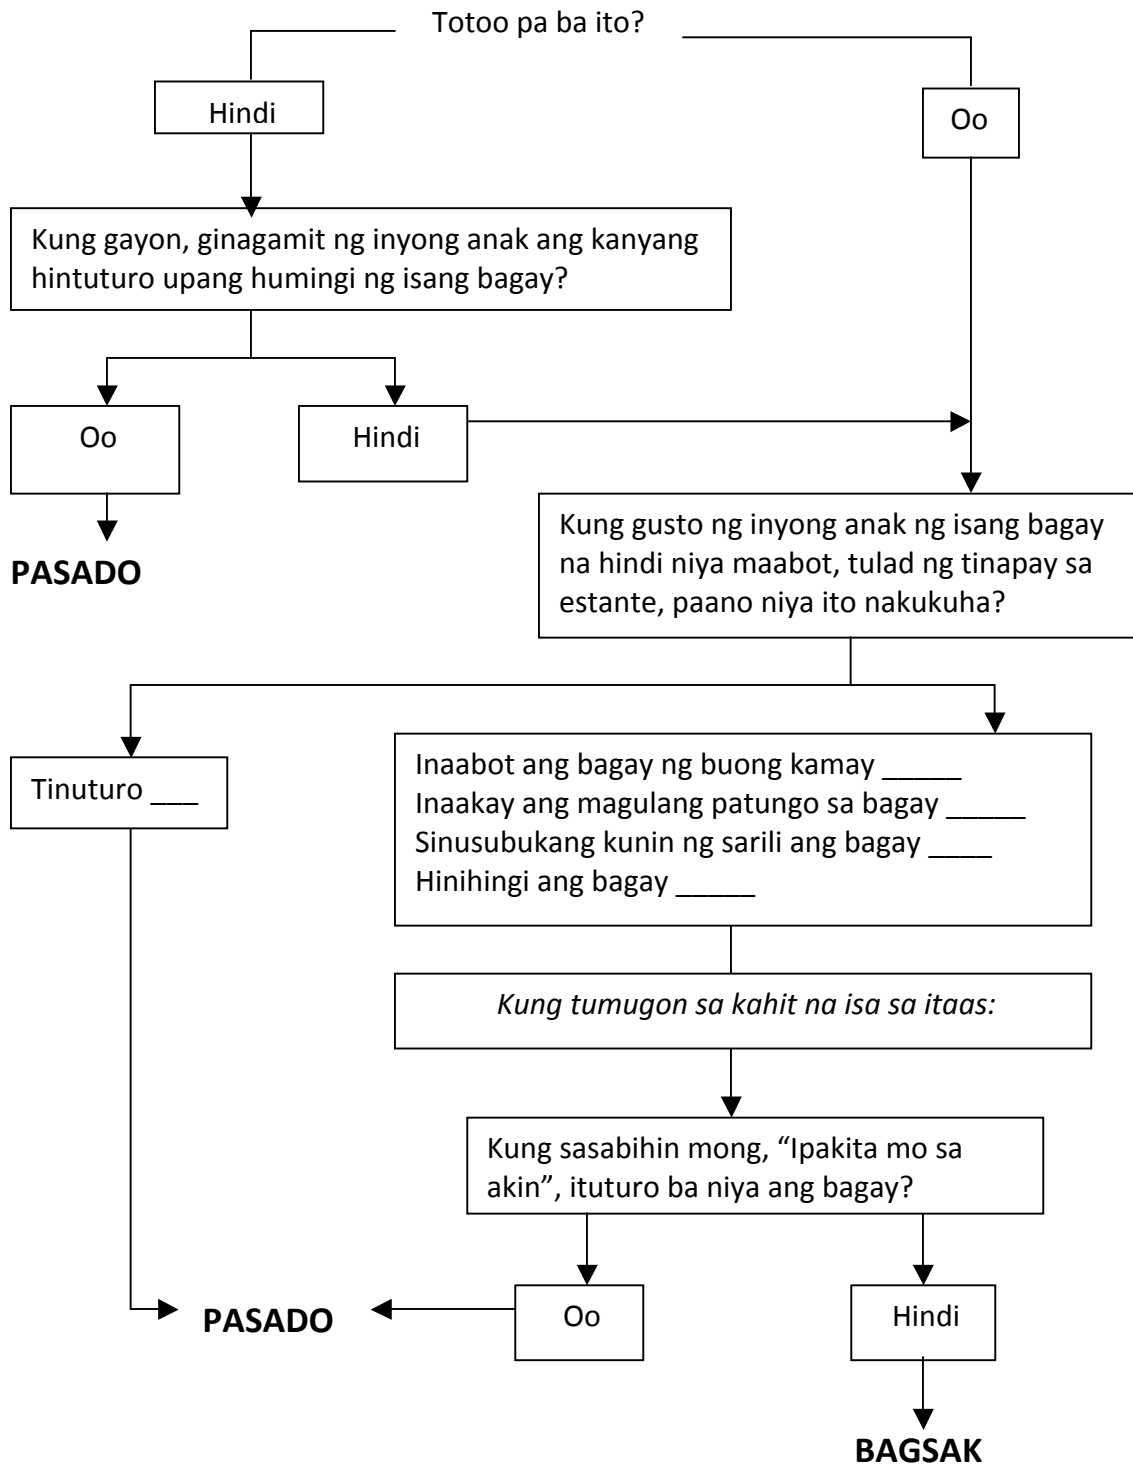 Totoo pa ba ito?
Hindi
Oo
Kung gayon, ginagamit ng inyong anak ang kanyang
hintuturo upang humingi ng isang bagay?
Oo
Hindi
PASADO
Kung gusto ng inyong anak ng isang bagay
na hindi niya maabot, tulad ng tinapay sa
estante, paano niya ito nakukuha?
Tinuturo ___
Inaabot ang bagay ng buong kamay _____
Inaakay ang magulang patungo sa bagay _____
Sinusubukang kunin ng sarili ang bagay ____
Hinihingi ang bagay _____
Kung tumugon sa kahit na isa sa itaas:
Kung sasabihin mong, “Ipakita mo sa
akin”, ituturo ba niya ang bagay?
PASADO
Oo
Hindi
BAGSAK